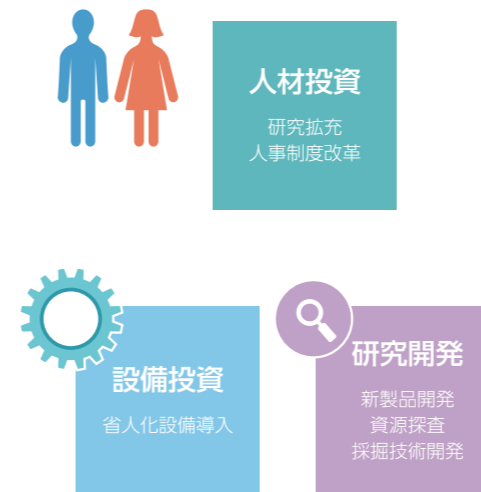 人材投資
研究拡充
人事制度改革
設備投資
省人化設備導入
研究開発
新製品開発
資源探査
採掘技術開発